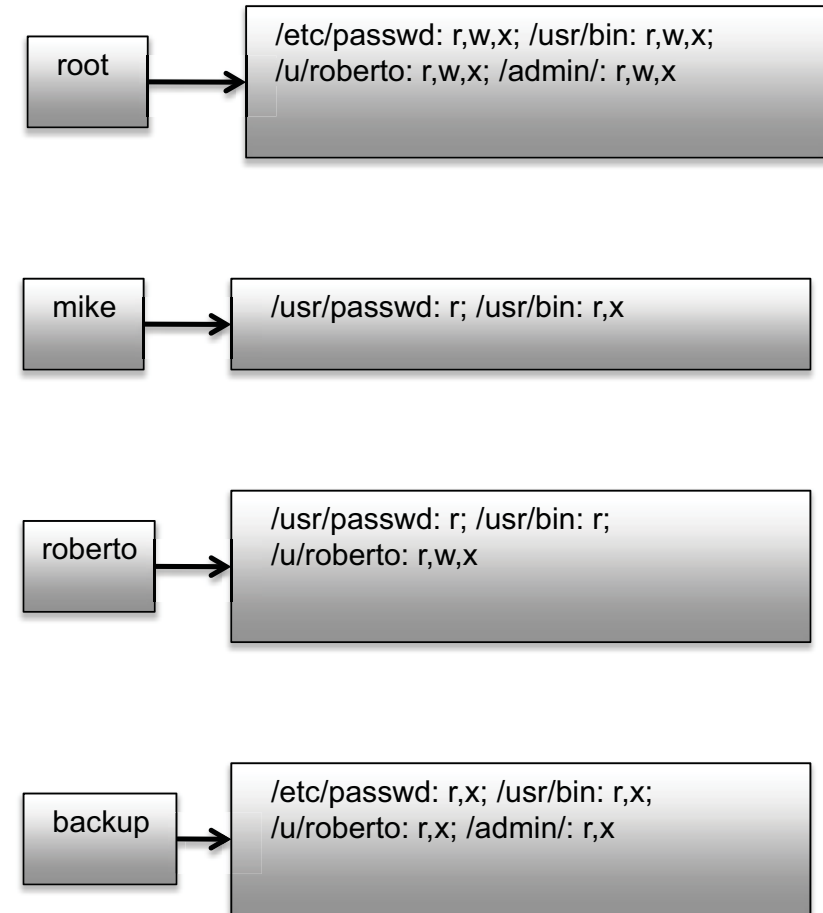 root
/etc/passwd: r,w,x; /usr/bin: r,w,x;
/u/roberto: r,w,x; /admin/: r,w,x
mike
/usr/passwd: r; /usr/bin: r,x
roberto
/usr/passwd: r; /usr/bin: r;
/u/roberto: r,w,x
backup
/etc/passwd: r,x; /usr/bin: r,x;
/u/roberto: r,x; /admin/: r,x